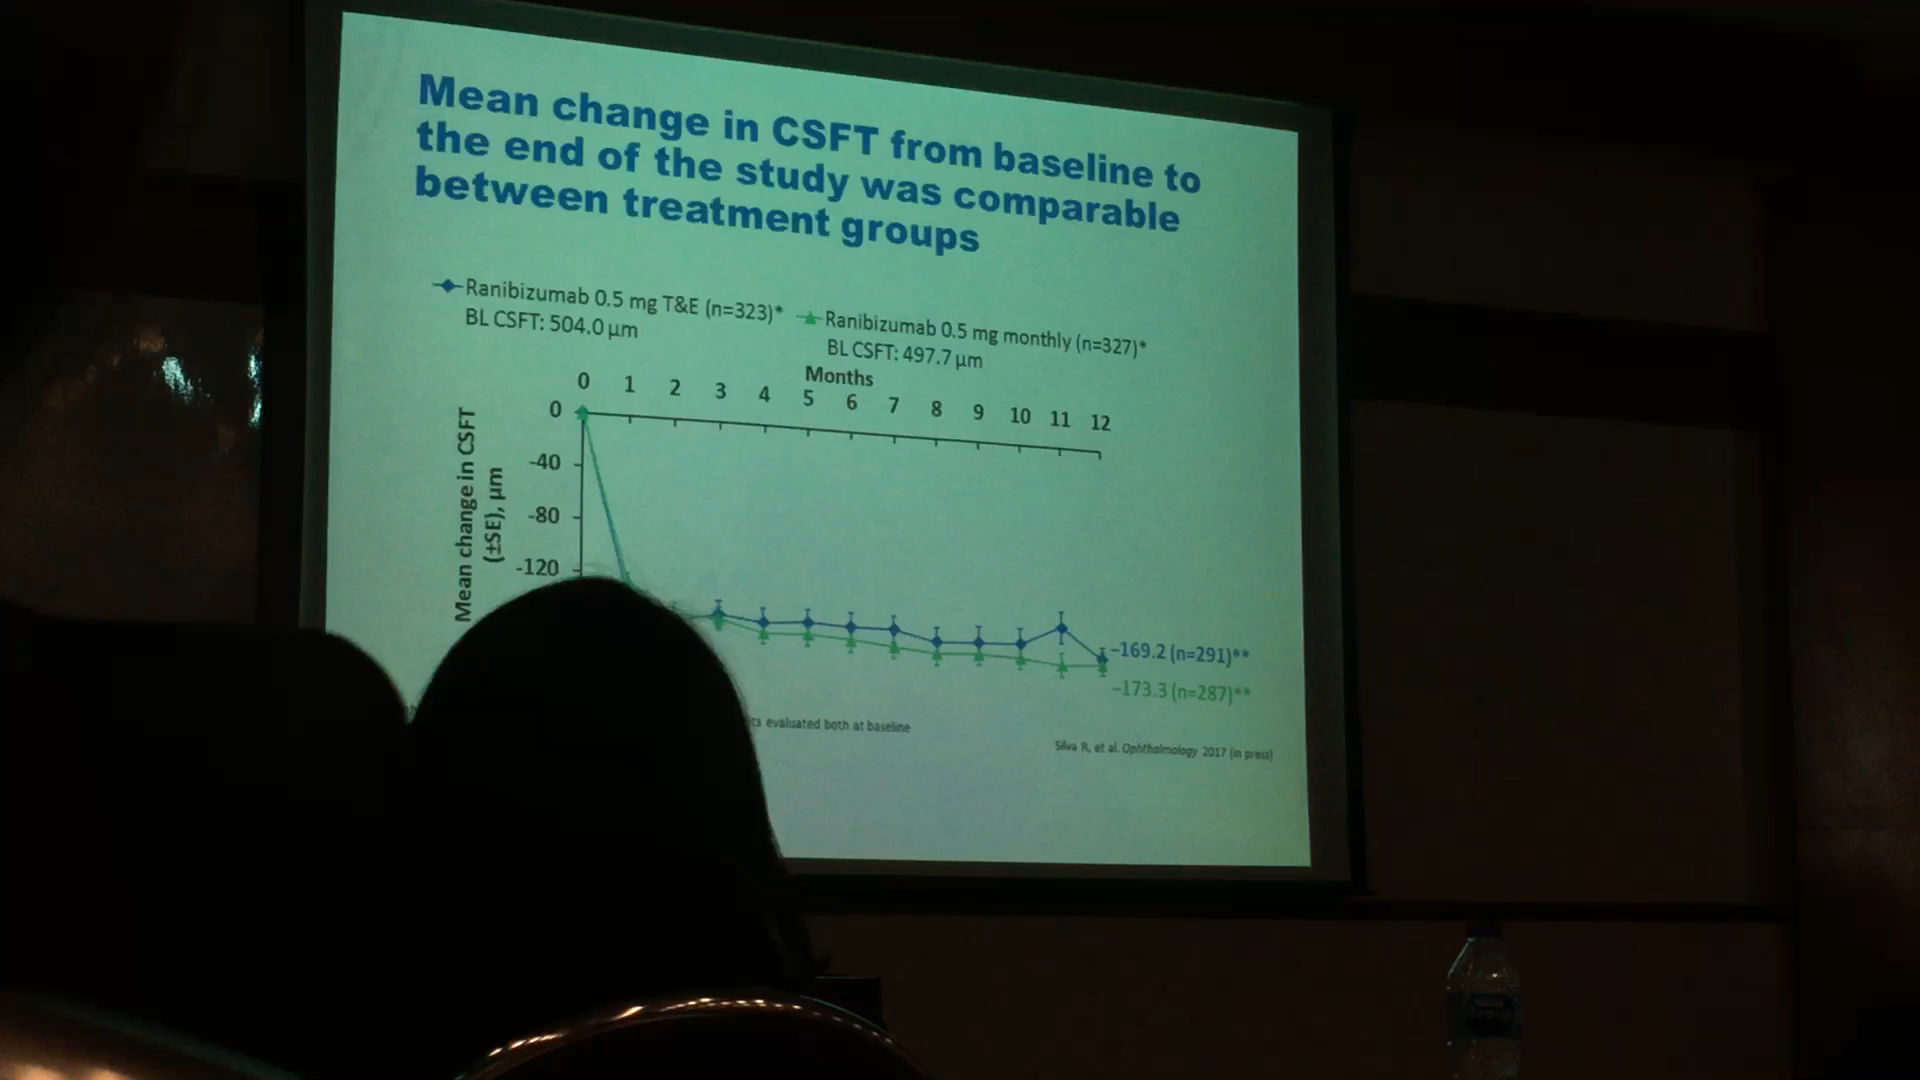 Mean change in CSFT from baseline to
the end of the study was comparable
between treatment groups
Ranibizumab 0.5 mg T&E (n=323)*
BL CSFT: 504.0 µm
Ranibizumab 0.5 mg monthly (n=327)*
BL CSFT: 497.7 µm
Months
0 1 2 3 4 5 6 7 8 9 10 11 12
Mean change in CSFT
(±SE), µm
0
-40
-80
-120
-169.2 (n=291)**
-173.3 (n=287)**
evaluated both at baseline
Silva R, et al. Ophthalmology 2017 (in press)